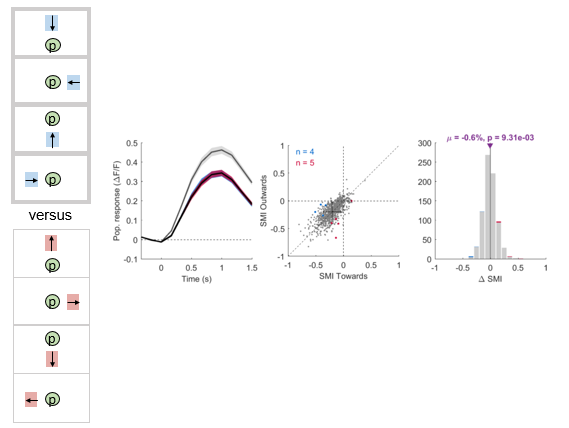 p
p
p
p
versus
p
p
p
p
0.5
0.4
0.3
0.2
0.1
0
-0.1
0
0.5
1
1.5
Pop. response (ΔF/F)
Time (s)
n = 4
n = 5
1
0.5
0
-0.5
-1
-1
-0.5
0
0.5
1
SMI Outwards
SMI Towards
μ = -0.6%, p = 9.31e-03
300
250
200
150
100
50
0
-1
-0.5
0
0.5
1
Δ SMI